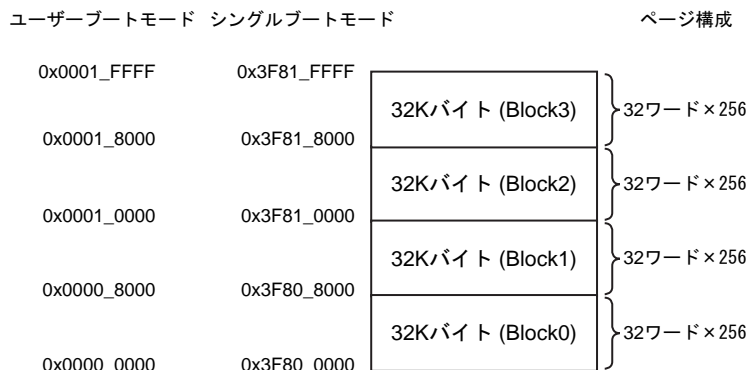 ユーザーブートモード シングルブートモード ページ構成
0x0001_FFFF 0x3F81_FFFF
32Kバイト (Block3) 32ワード×256
0x0001_8000 0x3F81_8000
32Kバイト (Block2) 32ワード×256
0x0001_0000 0x3F81_0000
32Kバイト (Block1) 32ワード×256
0x0000_8000 0x3F80_8000
32Kバイト (Block0) 32ワード×256
0x0000_0000 0x3F80_0000